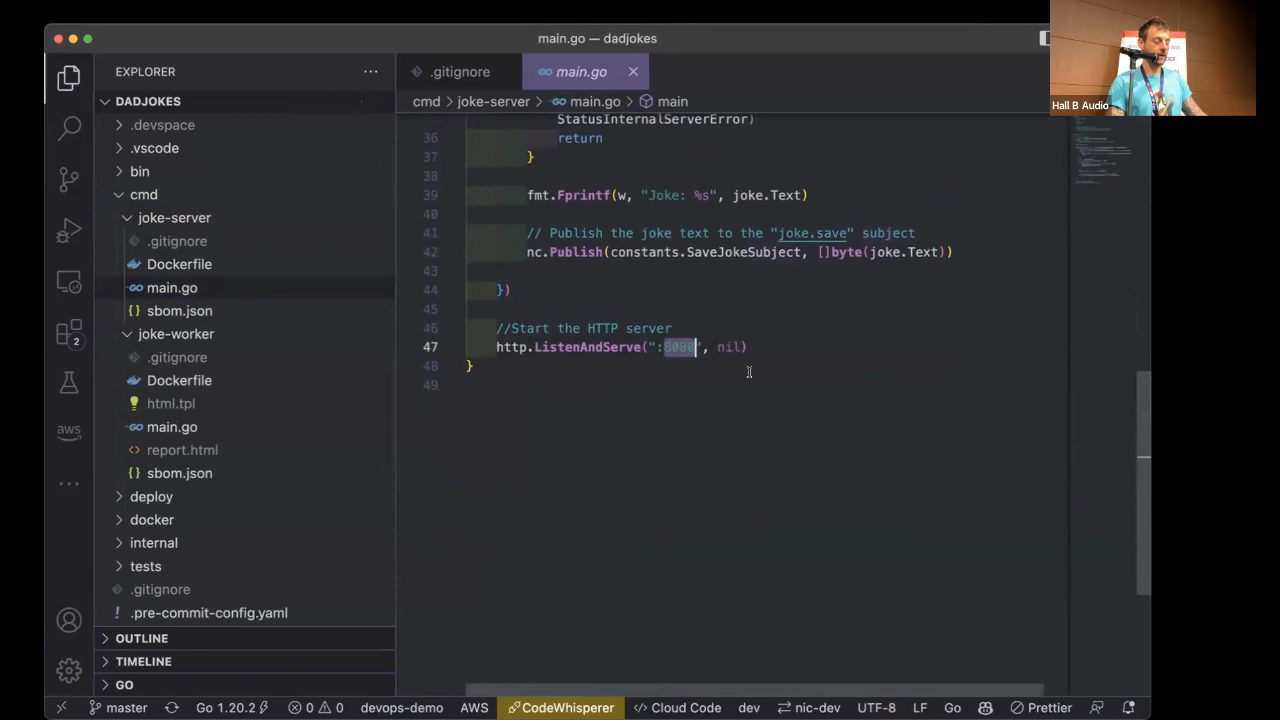 main.go — dadjokes
EXPLORER
.gitignore
main.go
DADJOKES
cmd
joke-server
main.go
main
.devspace
.vscode
bin
cmd
joke-server
.gitignore
Dockerfile
main.go
sbom.json
joke-worker
.gitignore
Dockerfile
html.tpl
main.go
report.html
sbom.json
deploy
docker
internal
tests
.gitignore
.pre-commit-config.yaml
OUTLINE
TIMELINE
GO
StatusInternalServerError)
36 return
37 }
38
39 fmt.Fprintf(w, "Joke: %s", joke.Text)
40
41 // Publish the joke text to the "joke.save" subject
42 nc.Publish(constants.SaveJokeSubject, []byte(joke.Text))
43
44 })
45
46 //Start the HTTP server
47 http.ListenAndServe(":8080", nil)
48 }
49
2
aws
master
Go 1.20.2
0
0
devops-demo
AWS
CodeWhisperer
Cloud Code
dev
nic-dev
UTF-8
LF
Go
Prettier
Hall B Audio